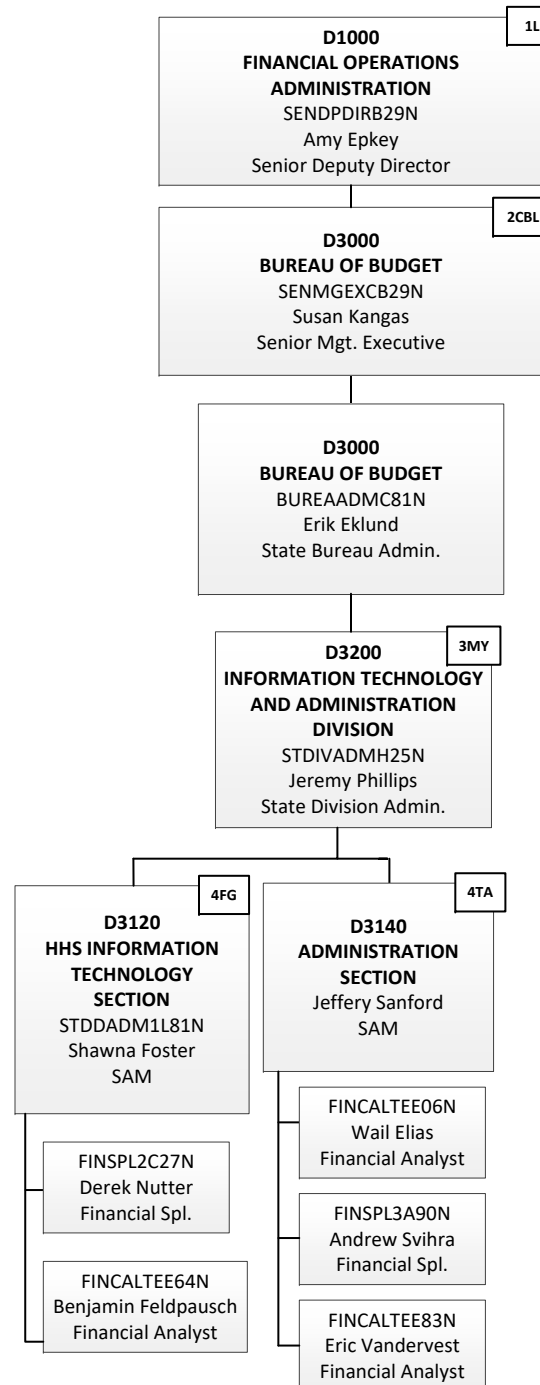 1L
D1000
FINANCIAL OPERATIONS
ADMINISTRATION
SENDPDIRB29N
Amy Epkey
Senior Deputy Director
2CBL
D3000
BUREAU OF BUDGET
SENMGEXCB29N
Susan Kangas
Senior Mgt. Executive
D3000
BUREAU OF BUDGET
BUREAADMC81N
Erik Eklund
State Bureau Admin.
3MY
D3200
INFORMATION TECHNOLOGY
AND ADMINISTRATION
DIVISION
STDIVADMH25N
Jeremy Phillips
State Division Admin.
4FG
D3120
HHS INFORMATION
TECHNOLOGY
SECTION
STDDADM1L81N
Shawna Foster
SAM
FINSPL2C27N
Derek Nutter
Financial Spl.
FINCALTEE64N
Benjamin Feldpausch
Financial Analyst
4TA
D3140
ADMINISTRATION
SECTION
Jeffery Sanford
SAM
FINCALTEE06N
Wail Elias
Financial Analyst
FINSPL3A90N
Andrew Svihra
Financial Spl.
FINCALTEE83N
Eric Vandervest
Financial Analyst